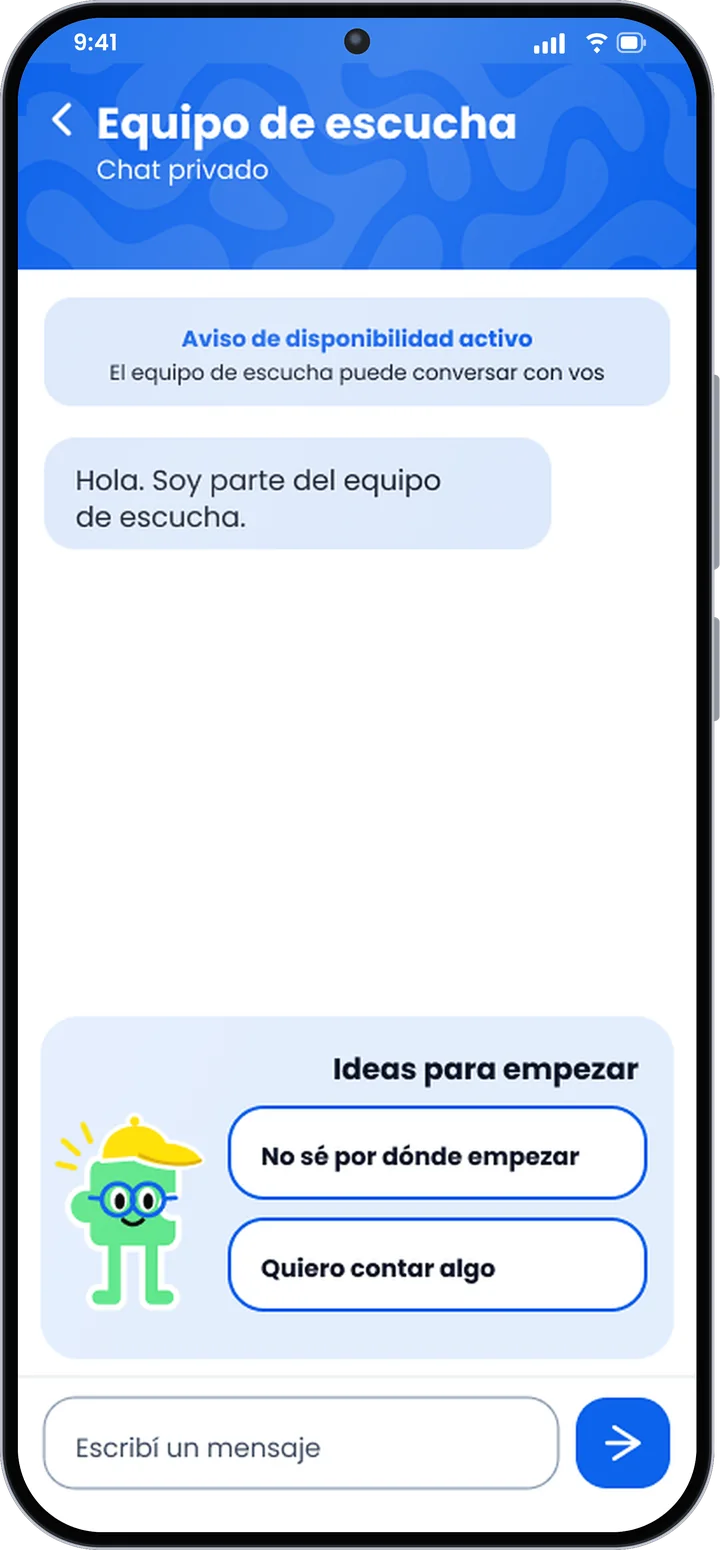 9:41
Equipo de escucha
Chat privado
Aviso de disponibilidad activo
El equipo de escucha puede conversar con vos
Hola. Soy parte del equipo
de escucha.
Ideas para empezar
No sé por dónde empezar
Quiero contar algo
Escribí un mensaje